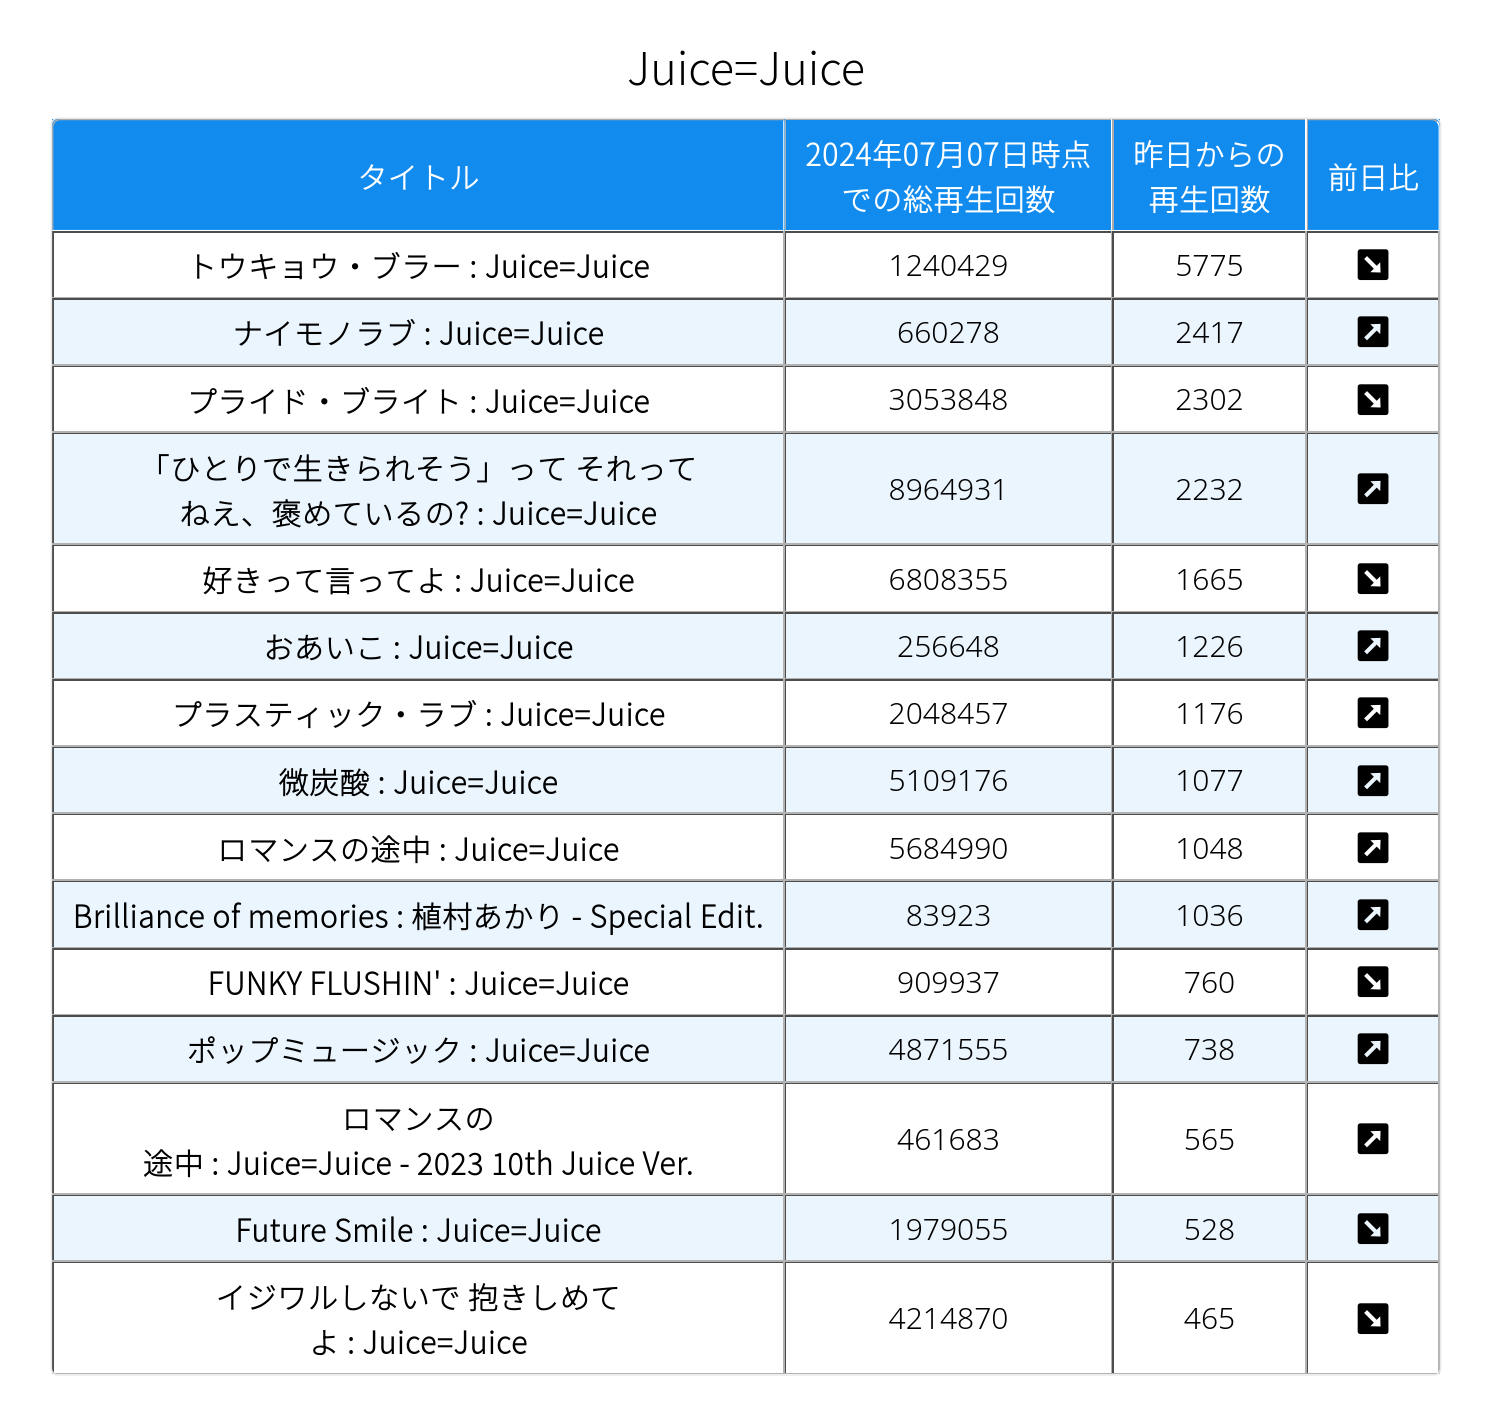 Juice=Juice
タイトル
2024年07月07日時点
での総再生回数
昨日からの
再生回数
前日比
トウキョウ・ブラー : Juice=Juice
1240429
5775
ナイモノラブ : Juice=Juice
660278
2417
プライド・ブライト : Juice=Juice
3053848
2302
「ひとりで生きられそう」って それって
ねえ、褒めているの? : Juice=Juice
8964931
2232
好きって言ってよ : Juice=Juice
6808355
1665
おあいこ : Juice=Juice
256648
1226
プラスティック・ラブ : Juice=Juice
2048457
1176
微炭酸 : Juice=Juice
5109176
1077
ロマンスの途中 : Juice=Juice
5684990
1048
Brilliance of memories : 植村あかり - Special Edit.
83923
1036
FUNKY FLUSHIN' : Juice=Juice
909937
760
ポップミュージック : Juice=Juice
4871555
738
ロマンスの
途中 : Juice=Juice - 2023 10th Juice Ver.
461683
565
Future Smile : Juice=Juice
1979055
528
イジワルしないで 抱きしめて
よ : Juice=Juice
4214870
465